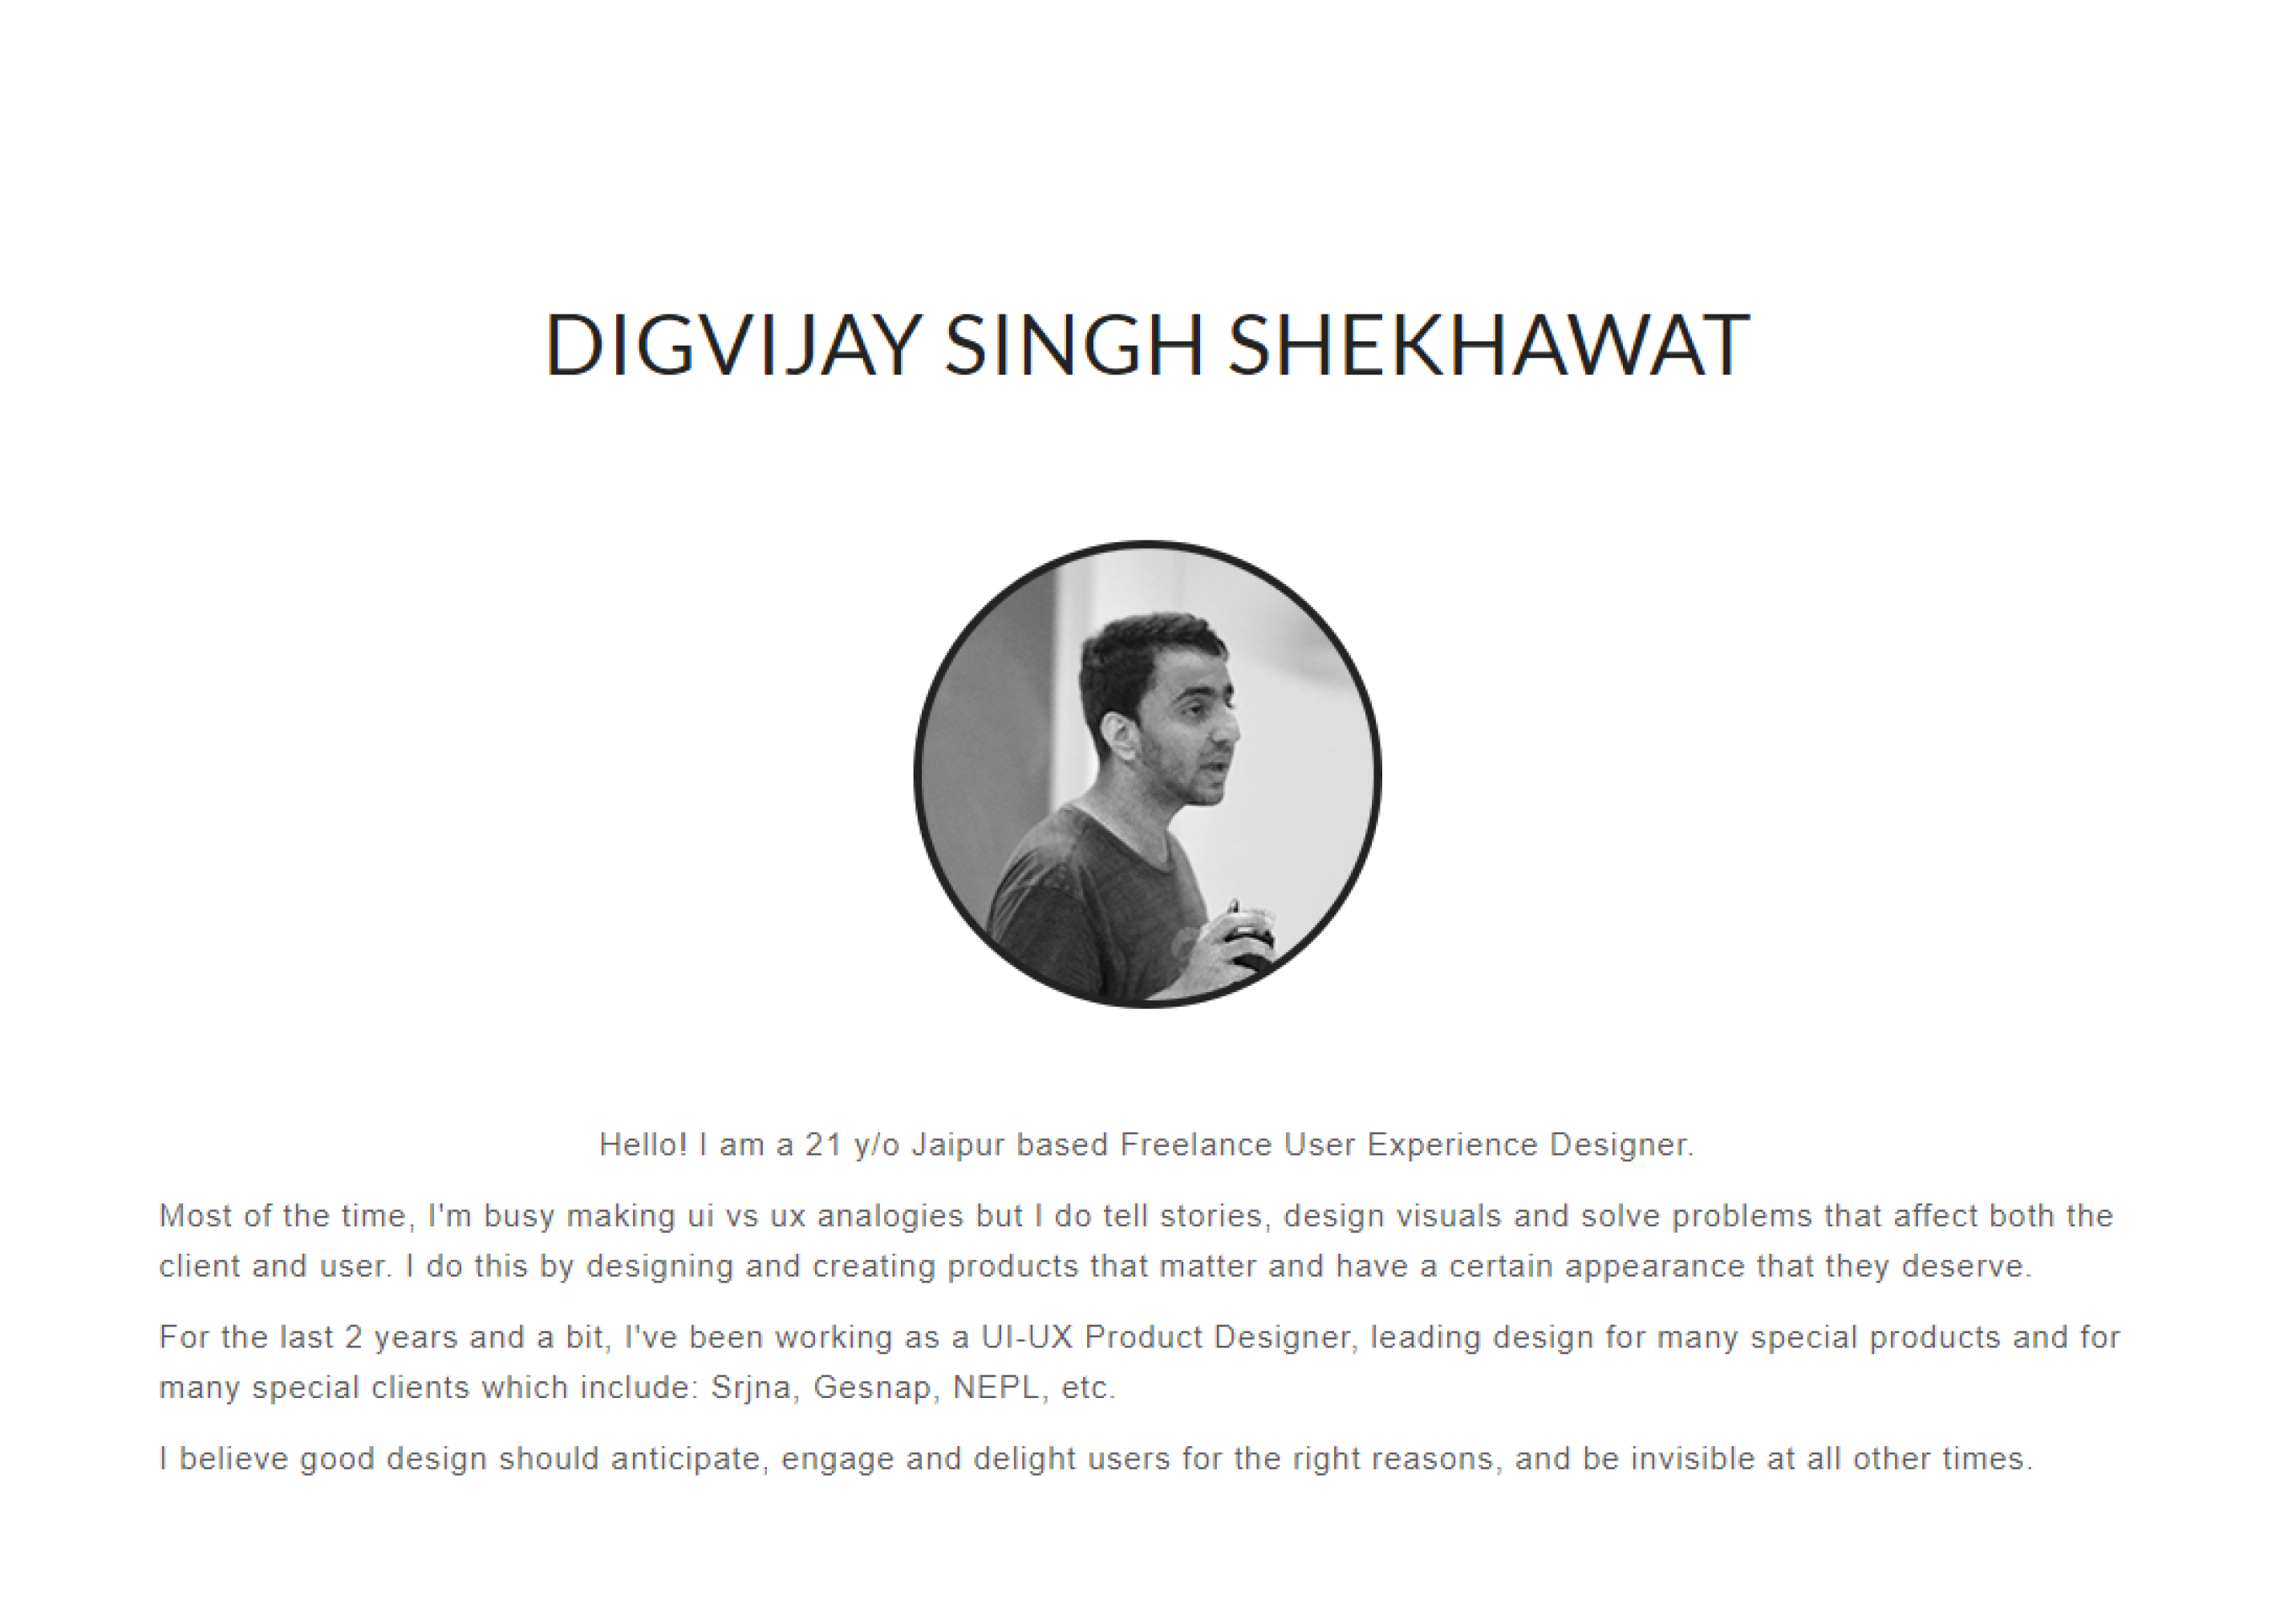 DIGVIJAY SINGH SHEKHAWAT
Hello! I am a 21 y/o Jaipur based Freelance User Experience Designer.
Most of the time, I'm busy making ui vs ux analogies but I do tell stories, design visuals and solve problems that affect both the
client and user. I do this by designing and creating products that matter and have a certain appearance that they deserve.
For the last 2 years and a bit, I've been working as a UI-UX Product Designer, leading design for many special products and for
many special clients which include: Srjna, Gesnap, NEPL, etc.
I believe good design should anticipate, engage and delight users for the right reasons, and be invisible at all other times.